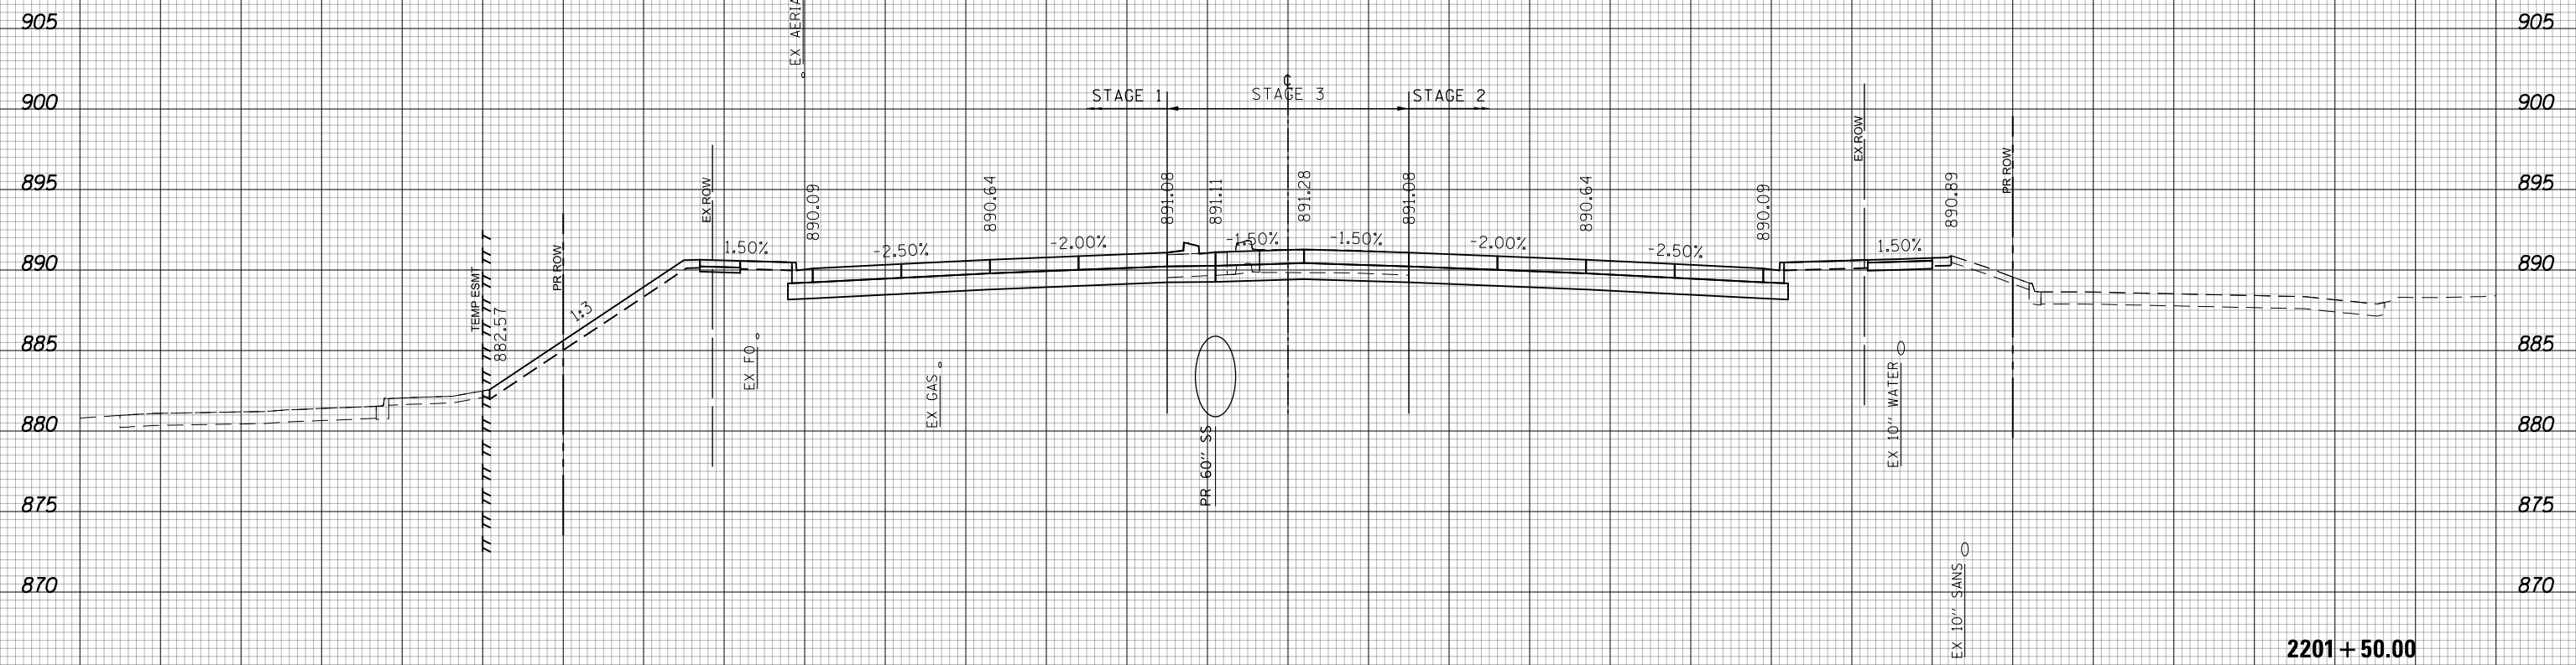 905
905
EX AERIA
900
STAGE 1
STAGE 3
STAGE 2
900
895
EX ROW
PR ROW
895
EX ROW
890.09
890.64
891.08
891.11
891.28
891.08
890.64
890.09
890.89
890
TEMP ESMT
PR ROW
1.50%
-2.50%
-2.00%
-1.50%
-1.50%
-2.00%
-2.50%
1.50%
890
882.57
1:3
885
EX FO
EX GAS
EX 10" WATER
885
880
PR 60" SS
880
875
875
870
EX 10" SANS
870
2201+50.00